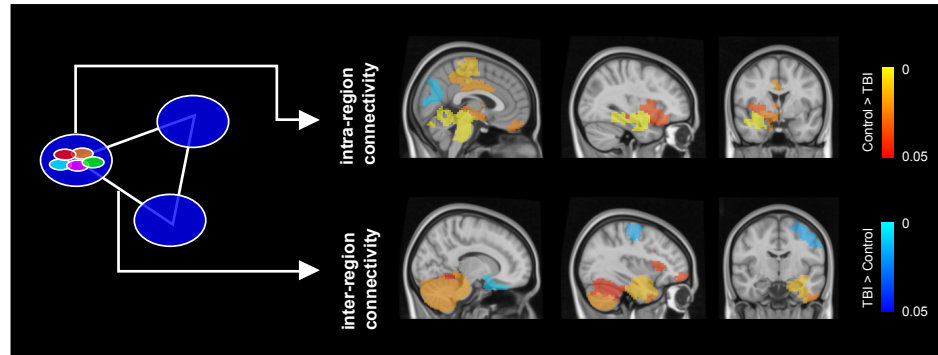 intra-region
connectivity
Control > TBI
0
0.05
inter-region
connectivity
TBI > Control
0
0.05